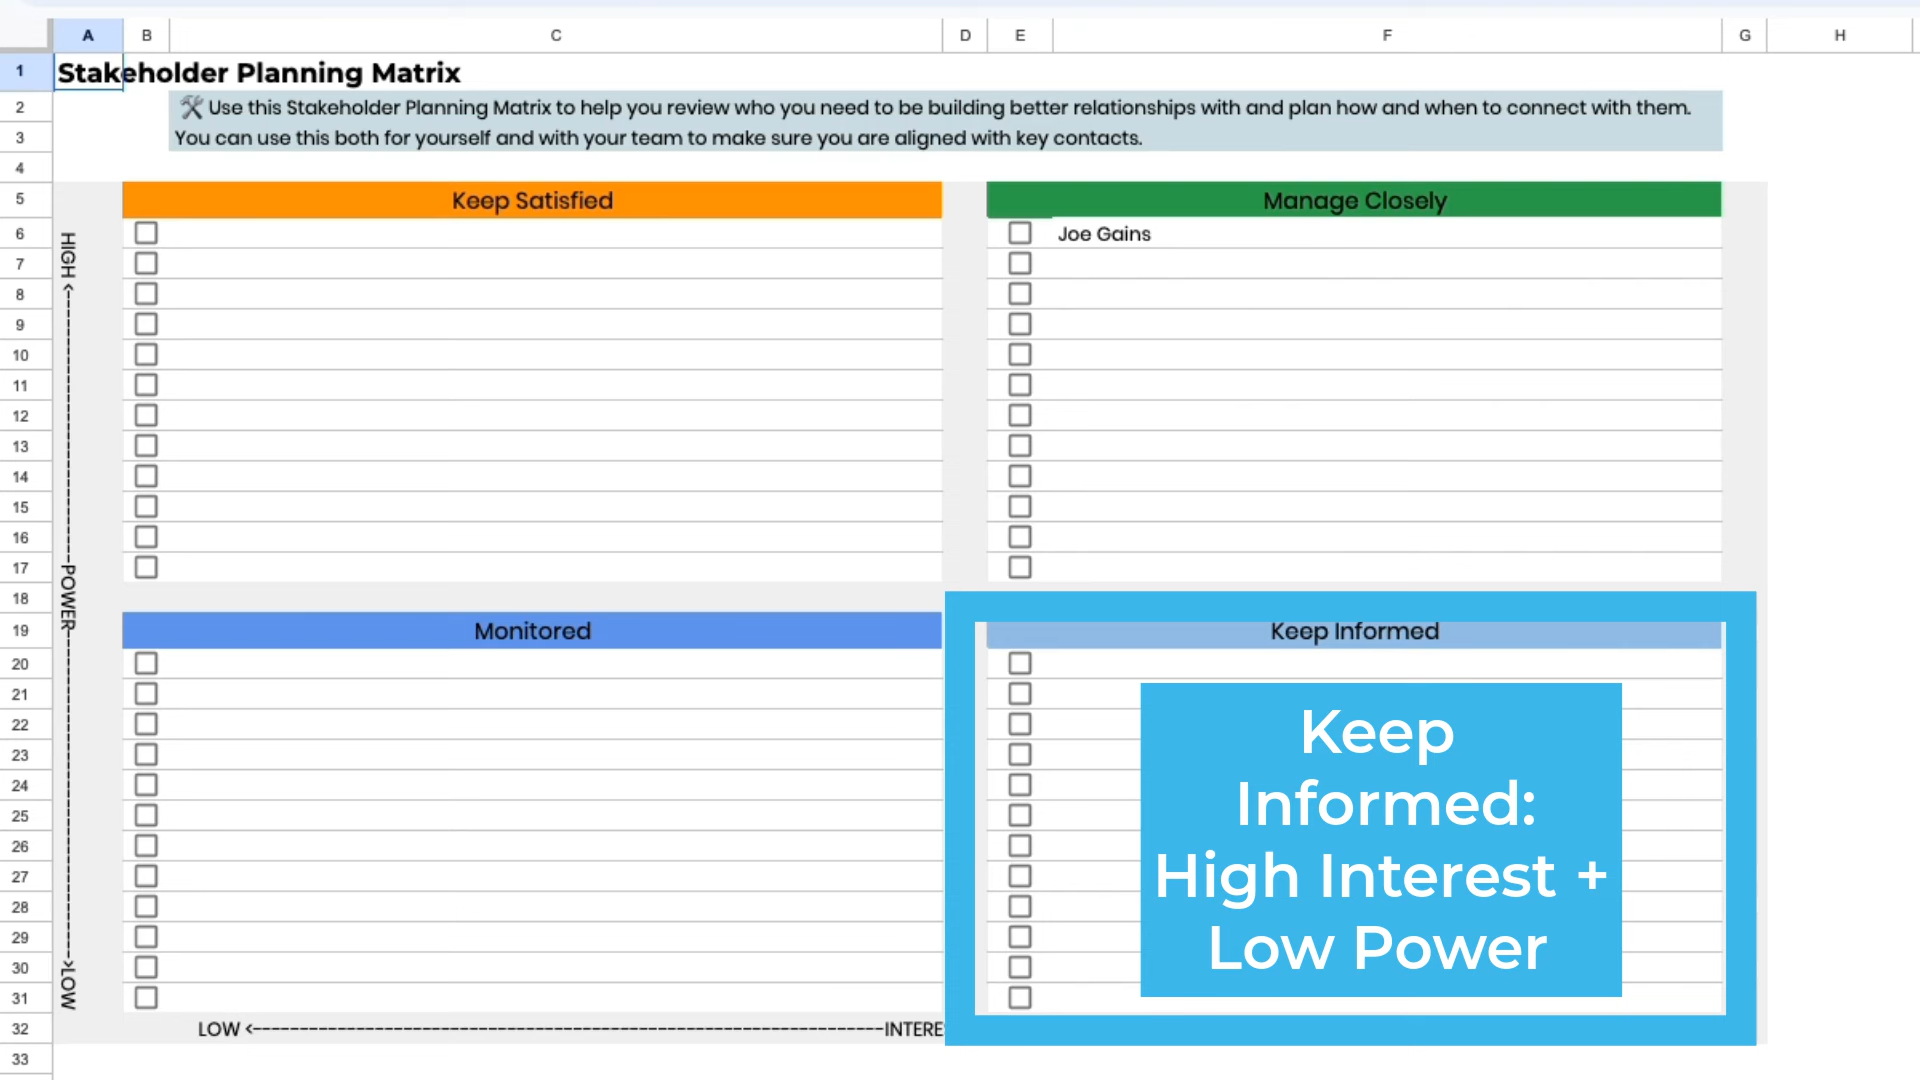 A B C D E F G H
1 Stakeholder Planning Matrix
2 🛠 Use this Stakeholder Planning Matrix to help you review who you need to be building better relationships with and plan how and when to connect with them.
3 You can use this both for yourself and with your team to make sure you are aligned with key contacts.
4
5 Keep Satisfied Manage Closely
6 Joe Gains
7
8
9
10
11
12
13
14
15
16
17
18
19 Monitored Keep Informed
20
21
22
23
24
25
26
27
28
29
30
31
32 LOW <------------------------------------------------------------------------------INTERE
33
HIGH <----------------------------------POWER----------------------------------------->LOW
Keep
Informed:
High Interest +
Low Power